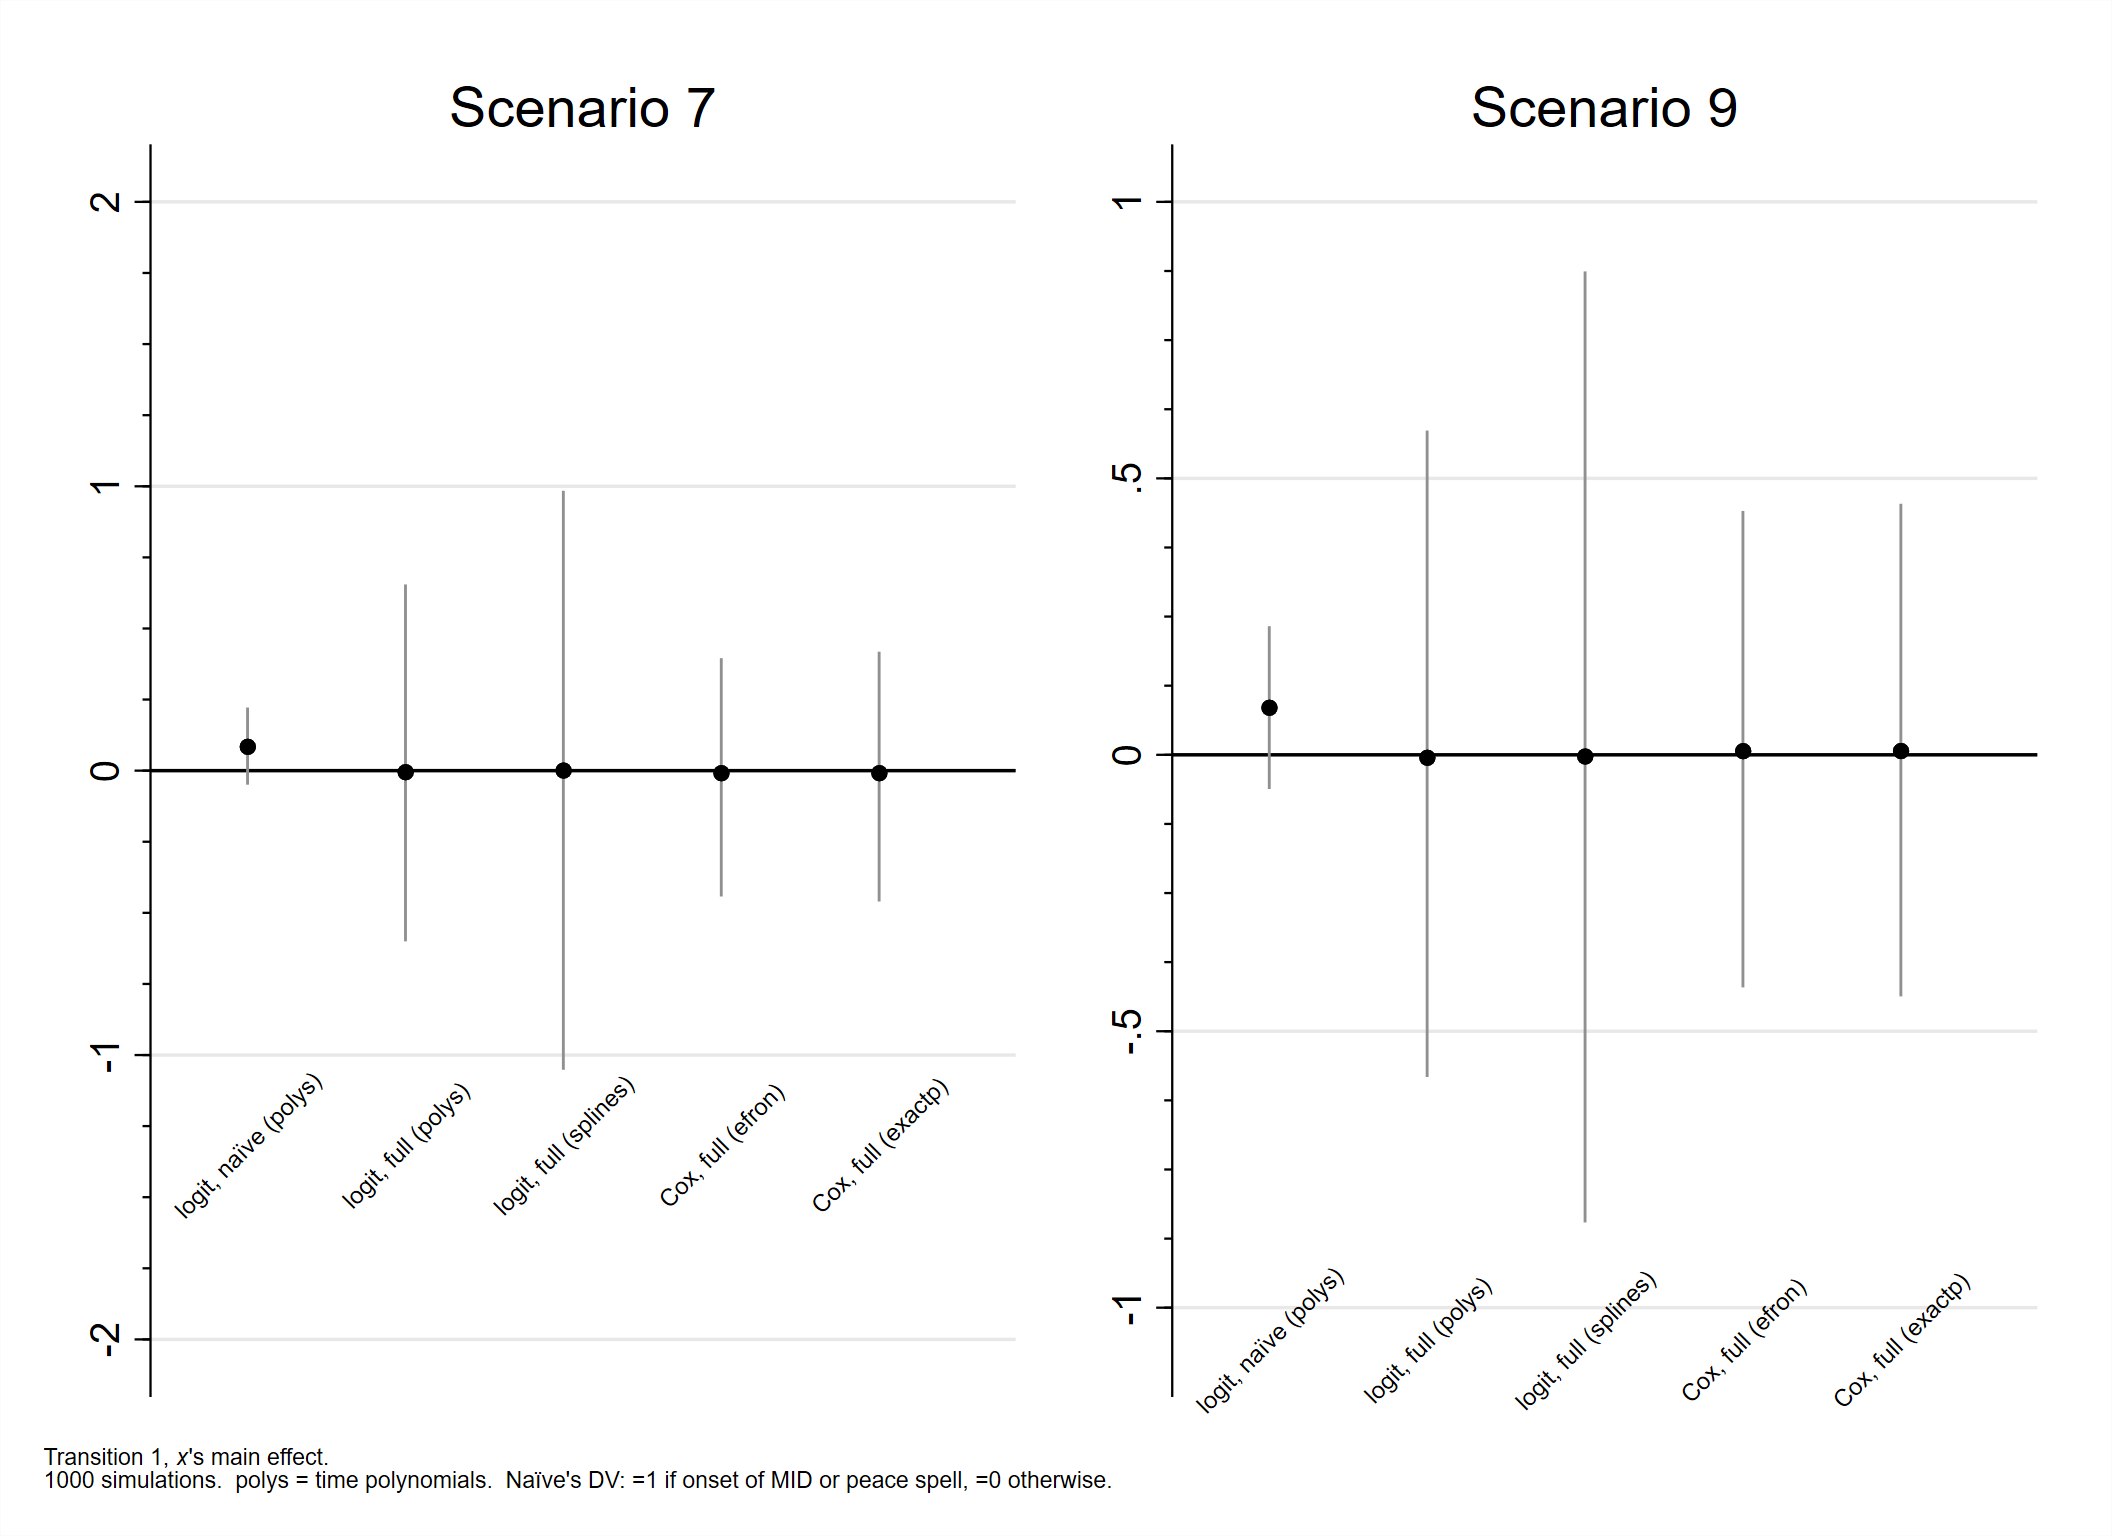 Scenario 7
2
1
0
-1
-2
logit, naïve (polys)
logit, full (polys)
logit, full (splines)
Cox, full (efron)
Cox, full (exactp)
Scenario 9
1
.5
0
-.5
-1
logit, naïve (polys)
logit, full (polys)
logit, full (splines)
Cox, full (efron)
Cox, full (exactp)
Transition 1, x's main effect.
1000 simulations.  polys = time polynomials.  Naïve's DV: =1 if onset of MID or peace spell, =0 otherwise.